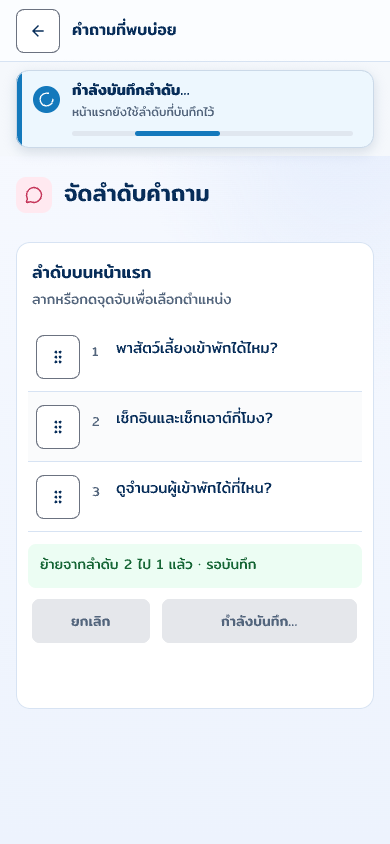 คำถามที่พบบ่อย
กำลังบันทึกลำดับ...
หน้าแรกยังใช้ลำดับที่บันทึกไว้
จัดลำดับคำถาม
ลำดับบนหน้าแรก
ลากหรือกดจุดจับเพื่อเลือกตำแหน่ง
1 พาสัตว์เลี้ยงเข้าพักได้ไหม?
2 เช็กอินและเช็กเอาต์กี่โมง?
3 ดูจำนวนผู้เข้าพักได้ที่ไหน?
ย้ายจากลำดับ 2 ไป 1 แล้ว · รอบันทึก
ยกเลิก กำลังบันทึก...